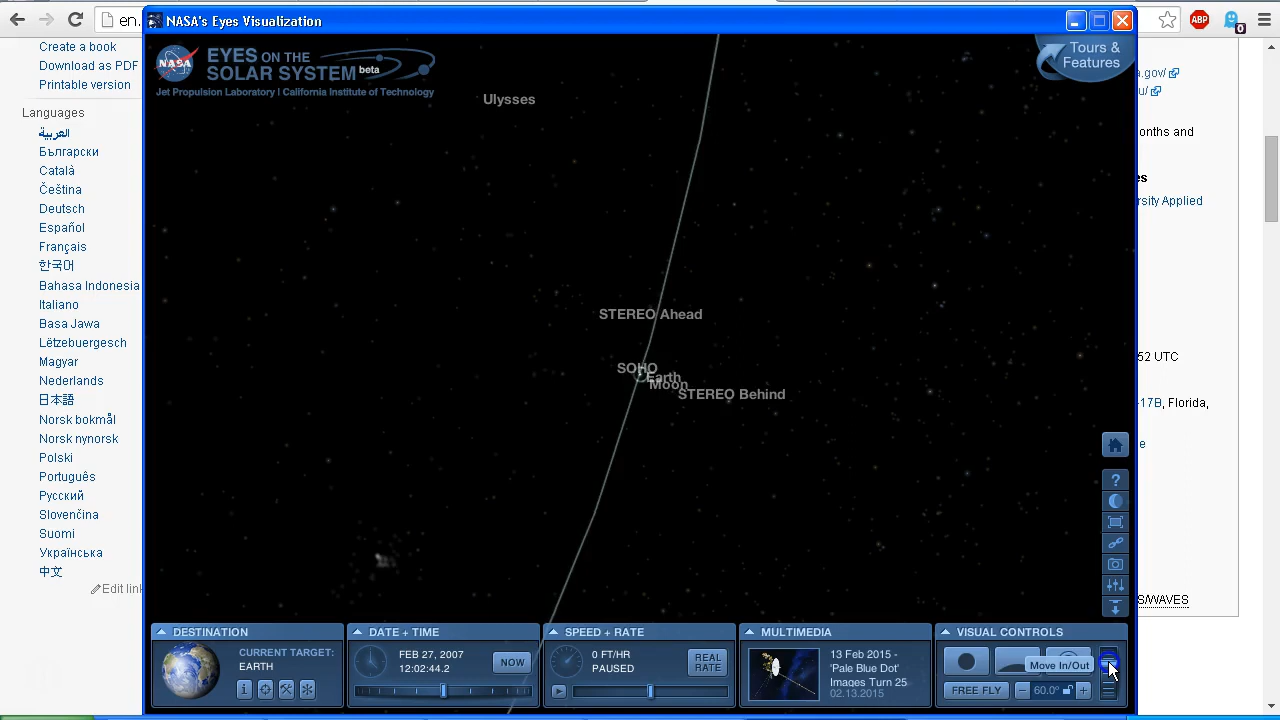 NASA's Eyes Visualization
en.
ABP
0
Create a book
Download as PDF
Printable version
Languages
العربية
Български
Català
Čeština
Deutsch
Español
Français
한국어
Bahasa Indonesia
Italiano
Basa Jawa
Lëtzebuergesch
Magyar
Nederlands
日本語
Norsk bokmål
Norsk nynorsk
Polski
Português
Русский
Slovenčina
Suomi
Українська
中文
Edit link
NASA
EYES ON THE
SOLAR SYSTEM beta
Jet Propulsion Laboratory | California Institute of Technology
Tours &
Features
Ulysses
STEREO Ahead
SOHO
Earth
Moon
STEREO Behind
?
.gov/
u/
onths and
es
rsity Applied
52 UTC
-17B, Florida,
e
S/WAVES
DESTINATION
CURRENT TARGET:
EARTH
DATE + TIME
FEB 27, 2007
12:02:44.2
NOW
SPEED + RATE
0 FT/HR
PAUSED
REAL
RATE
MULTIMEDIA
13 Feb 2015 -
'Pale Blue Dot'
Images Turn 25
02.13.2015
VISUAL CONTROLS
Move In/Out
FREE FLY
60.0°